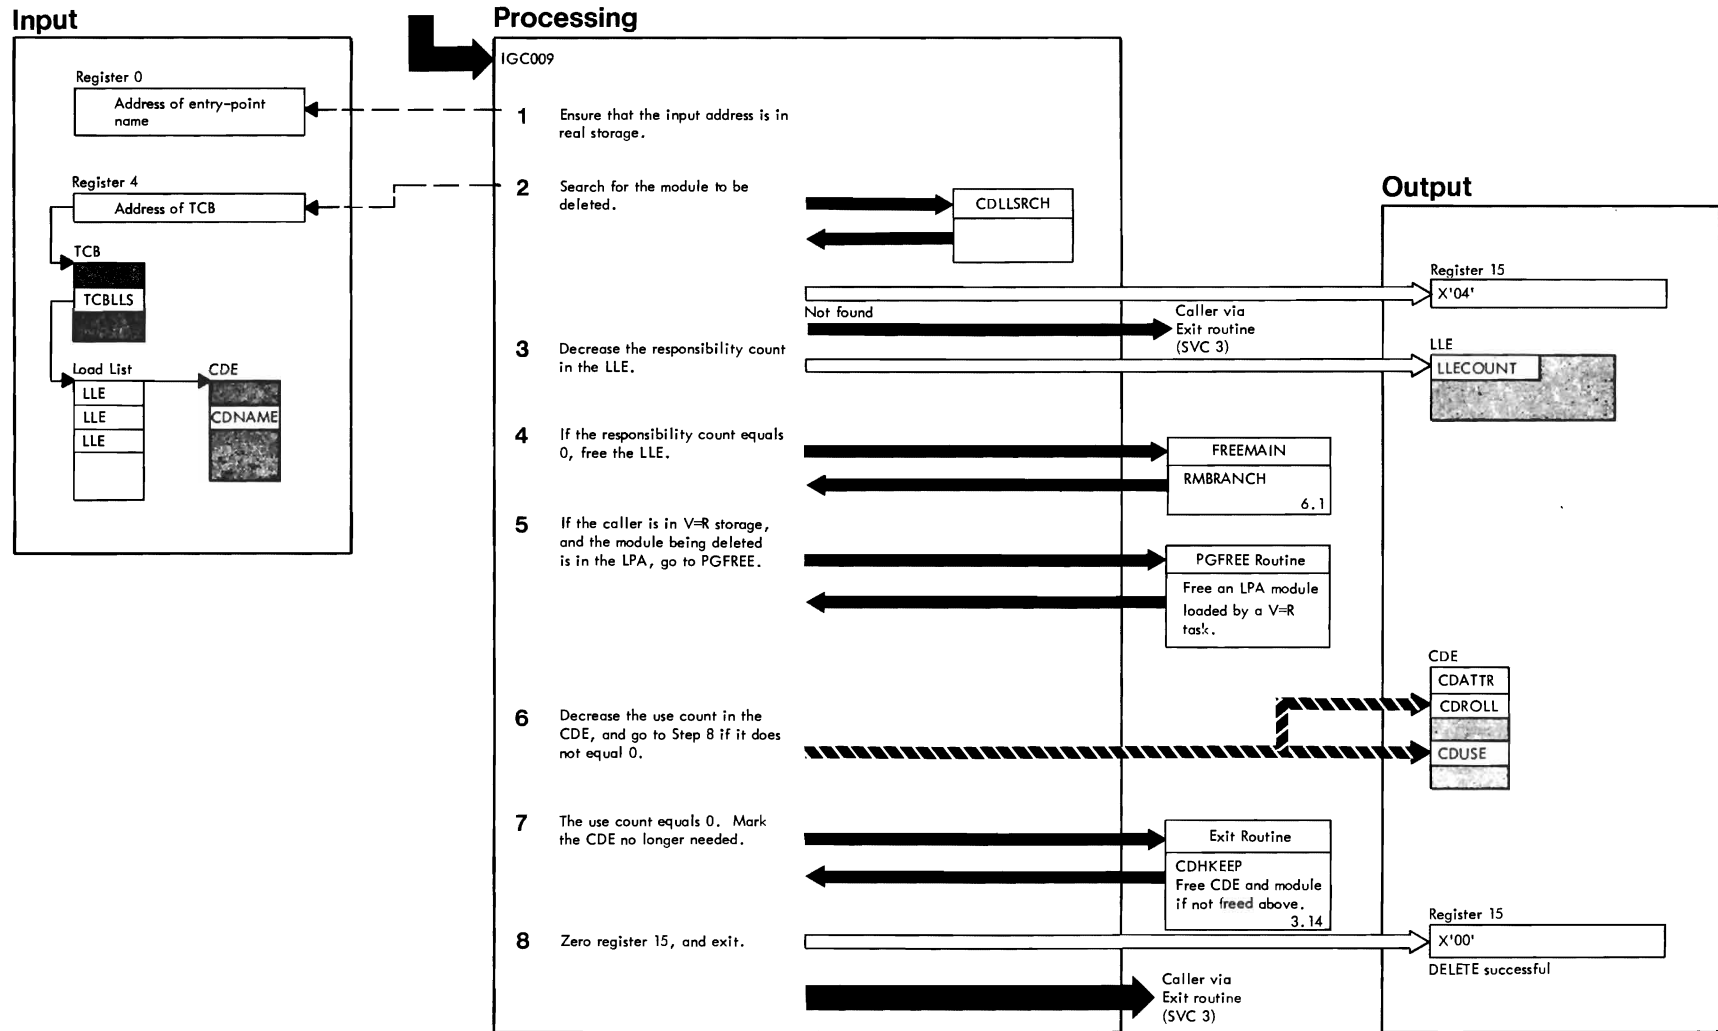 Input
Register 0
Address of entry-point
name
Register 4
Address of TCB
TCB
TCBLLS
Load List
LLE
LLE
LLE
CDE
CDNAME
Processing
IGC009
1 Ensure that the input address is in
real storage.
2 Search for the module to be
deleted.
CDLLSRCH
Not found
Caller via
Exit routine
(SVC 3)
3 Decrease the responsibility count
in the LLE.
4 If the responsibility count equals
0, free the LLE.
FREEMAIN
RMBRANCH
6.1
5 If the caller is in V=R storage,
and the module being deleted
is in the LPA, go to PGFREE.
PGFREE Routine
Free an LPA module
loaded by a V=R
task.
6 Decrease the use count in the
CDE, and go to Step 8 if it does
not equal 0.
7 The use count equals 0. Mark
the CDE no longer needed.
Exit Routine
CDHKEEP
Free CDE and module
if not freed above.
3.14
8 Zero register 15, and exit.
Caller via
Exit routine
(SVC 3)
Output
Register 15
X'04'
LLE
LLECOUNT
CDE
CDATTR
CDROLL
CDUSE
Register 15
X'00'
DELETE successful